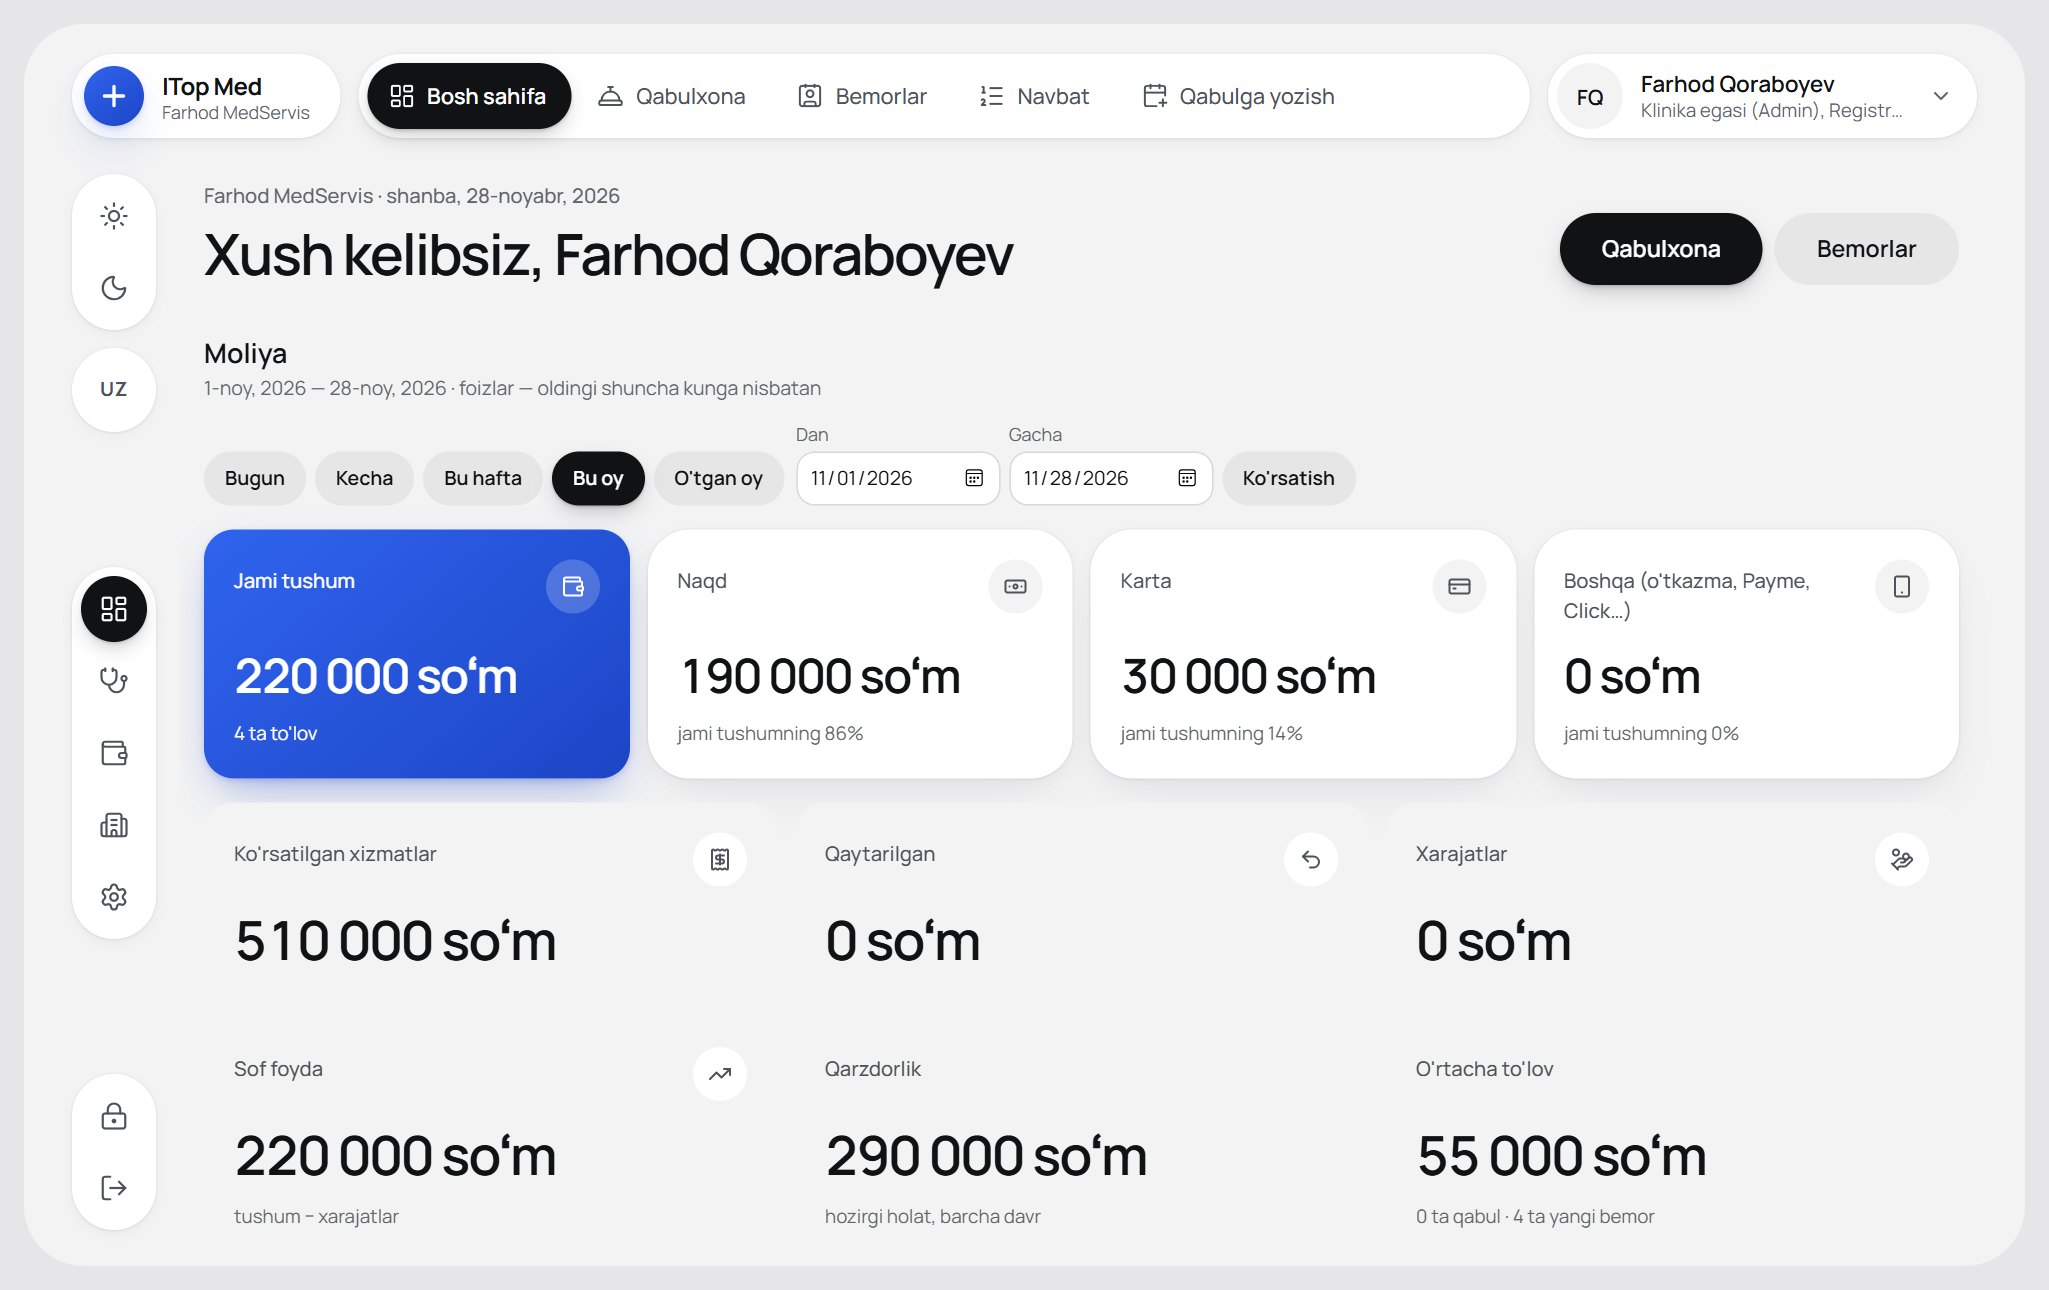 ITop Med
Farhod MedServis
Bosh sahifa
Qabulxona
Bemorlar
Navbat
Qabulga yozish
FQ
Farhod Qoraboyev
Klinika egasi (Admin), Registr...
UZ
Farhod MedServis · shanba, 28-noyabr, 2026
Xush kelibsiz, Farhod Qoraboyev
Qabulxona
Bemorlar
Moliya
1-noy, 2026 — 28-noy, 2026 · foizlar — oldingi shuncha kunga nisbatan
Bugun
Kecha
Bu hafta
Bu oy
O'tgan oy
Dan
11/01/2026
Gacha
11/28/2026
Ko'rsatish
Jami tushum
220 000 so‘m
4 ta to'lov
Naqd
190 000 so‘m
jami tushumning 86%
Karta
30 000 so‘m
jami tushumning 14%
Boshqa (o'tkazma, Payme,
Click...)
0 so‘m
jami tushumning 0%
Ko'rsatilgan xizmatlar
510 000 so‘m
Qaytarilgan
0 so‘m
Xarajatlar
0 so‘m
Sof foyda
220 000 so‘m
tushum − xarajatlar
Qarzdorlik
290 000 so‘m
hozirgi holat, barcha davr
O'rtacha to'lov
55 000 so‘m
0 ta qabul · 4 ta yangi bemor